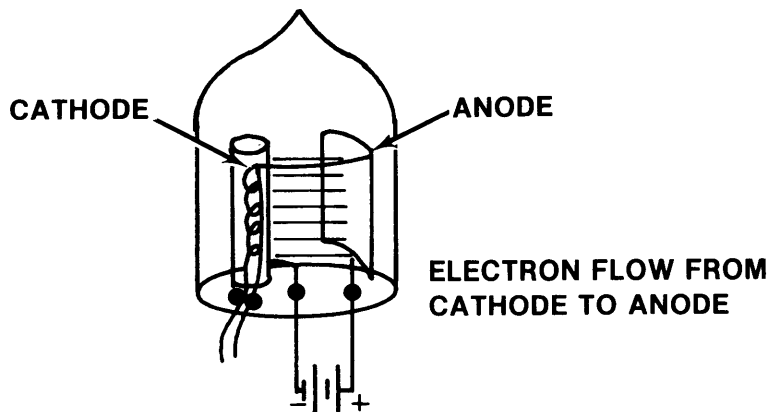 CATHODE
ANODE
ELECTRON FLOW FROM
CATHODE TO ANODE
- +